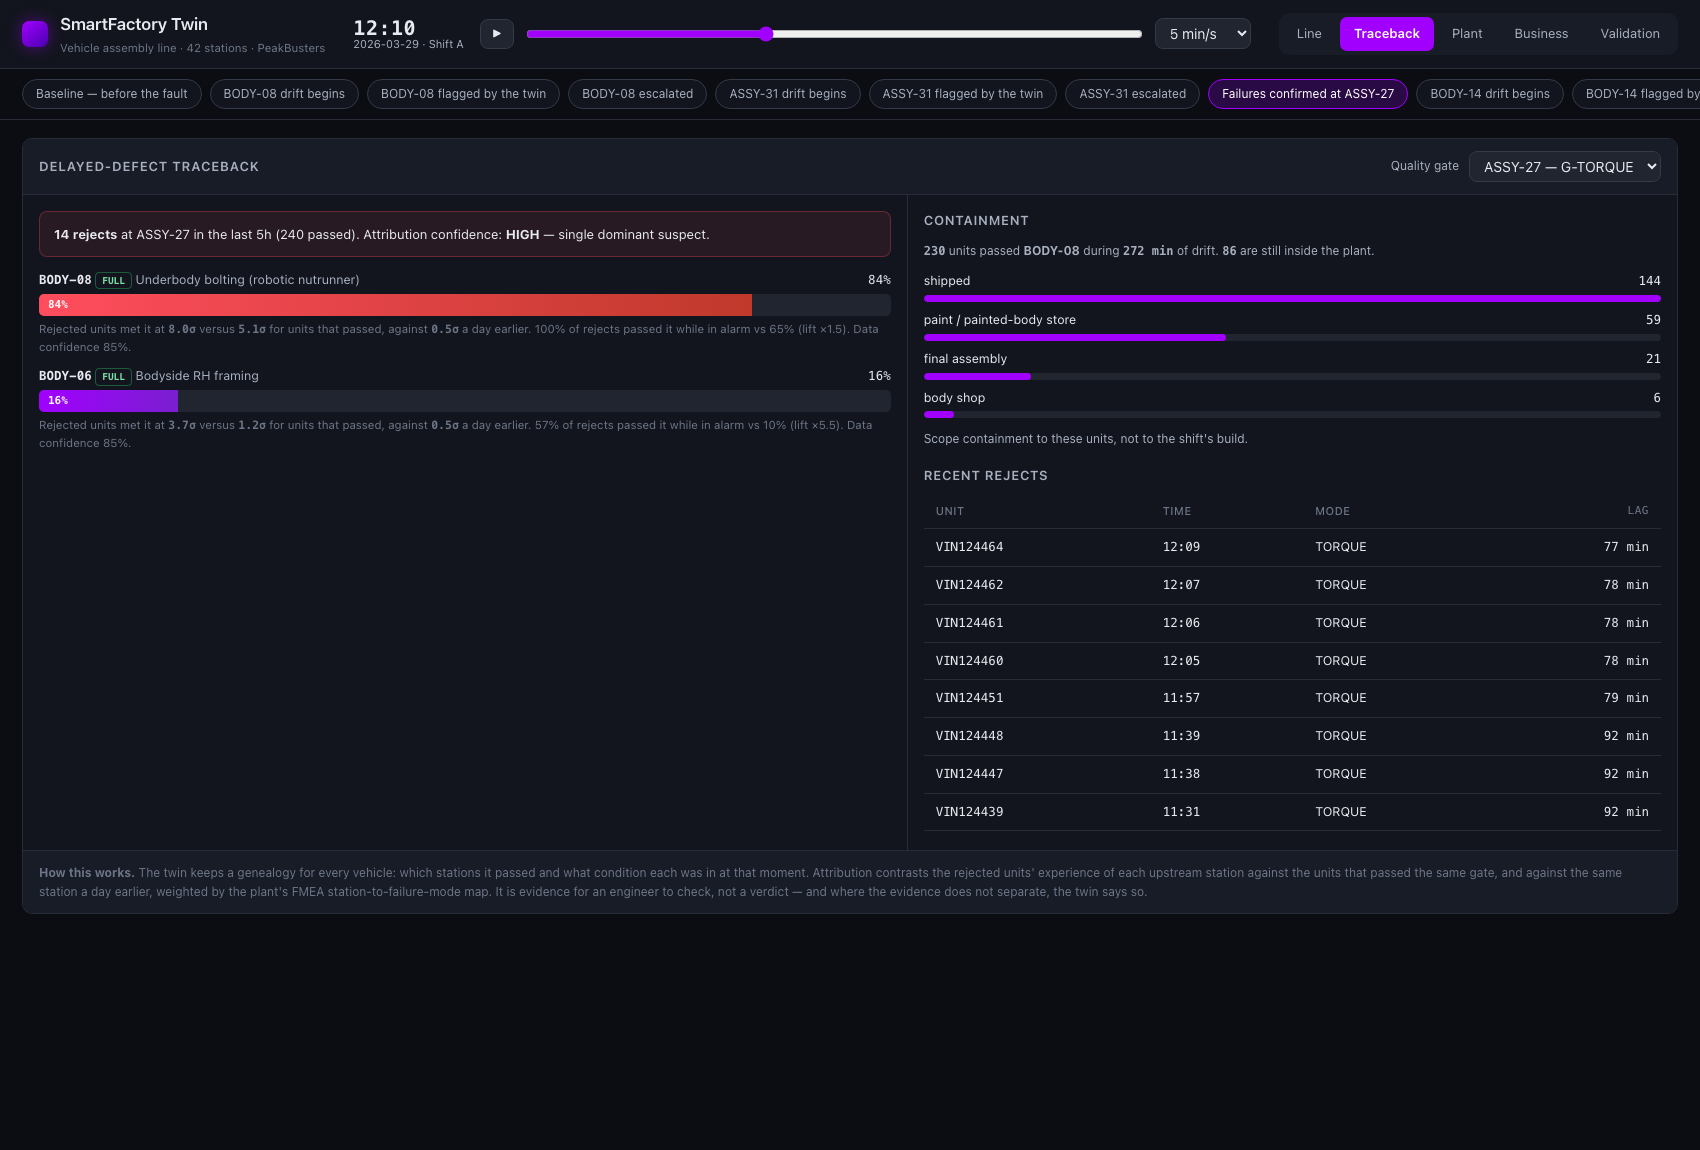 SmartFactory Twin
Vehicle assembly line · 42 stations · PeakBusters
12:10
2026-03-29 · Shift A
5 min/s
Line
Traceback
Plant
Business
Validation
Baseline — before the fault
BODY-08 drift begins
BODY-08 flagged by the twin
BODY-08 escalated
ASSY-31 drift begins
ASSY-31 flagged by the twin
ASSY-31 escalated
Failures confirmed at ASSY-27
BODY-14 drift begins
BODY-14 flagged by
DELAYED-DEFECT TRACEBACK
Quality gate
ASSY-27 — G-TORQUE
14 rejects at ASSY-27 in the last 5h (240 passed). Attribution confidence: HIGH — single dominant suspect.
BODY-08 FULL Underbody bolting (robotic nutrunner) 84%
84%
Rejected units met it at 8.0σ versus 5.1σ for units that passed, against 0.5σ a day earlier. 100% of rejects passed it while in alarm vs 65% (lift ×1.5). Data
confidence 85%.
BODY-06 FULL Bodyside RH framing 16%
16%
Rejected units met it at 3.7σ versus 1.2σ for units that passed, against 0.5σ a day earlier. 57% of rejects passed it while in alarm vs 10% (lift ×5.5). Data
confidence 85%.
CONTAINMENT
230 units passed BODY-08 during 272 min of drift. 86 are still inside the plant.
shipped 144
paint / painted-body store 59
final assembly 21
body shop 6
Scope containment to these units, not to the shift's build.
RECENT REJECTS
UNIT TIME MODE LAG
VIN124464 12:09 TORQUE 77 min
VIN124462 12:07 TORQUE 78 min
VIN124461 12:06 TORQUE 78 min
VIN124460 12:05 TORQUE 78 min
VIN124451 11:57 TORQUE 79 min
VIN124448 11:39 TORQUE 92 min
VIN124447 11:38 TORQUE 92 min
VIN124439 11:31 TORQUE 92 min
How this works. The twin keeps a genealogy for every vehicle: which stations it passed and what condition each was in at that moment. Attribution contrasts the rejected units' experience of each upstream station against the units that passed the same gate, and against the same
station a day earlier, weighted by the plant's FMEA station-to-failure-mode map. It is evidence for an engineer to check, not a verdict — and where the evidence does not separate, the twin says so.